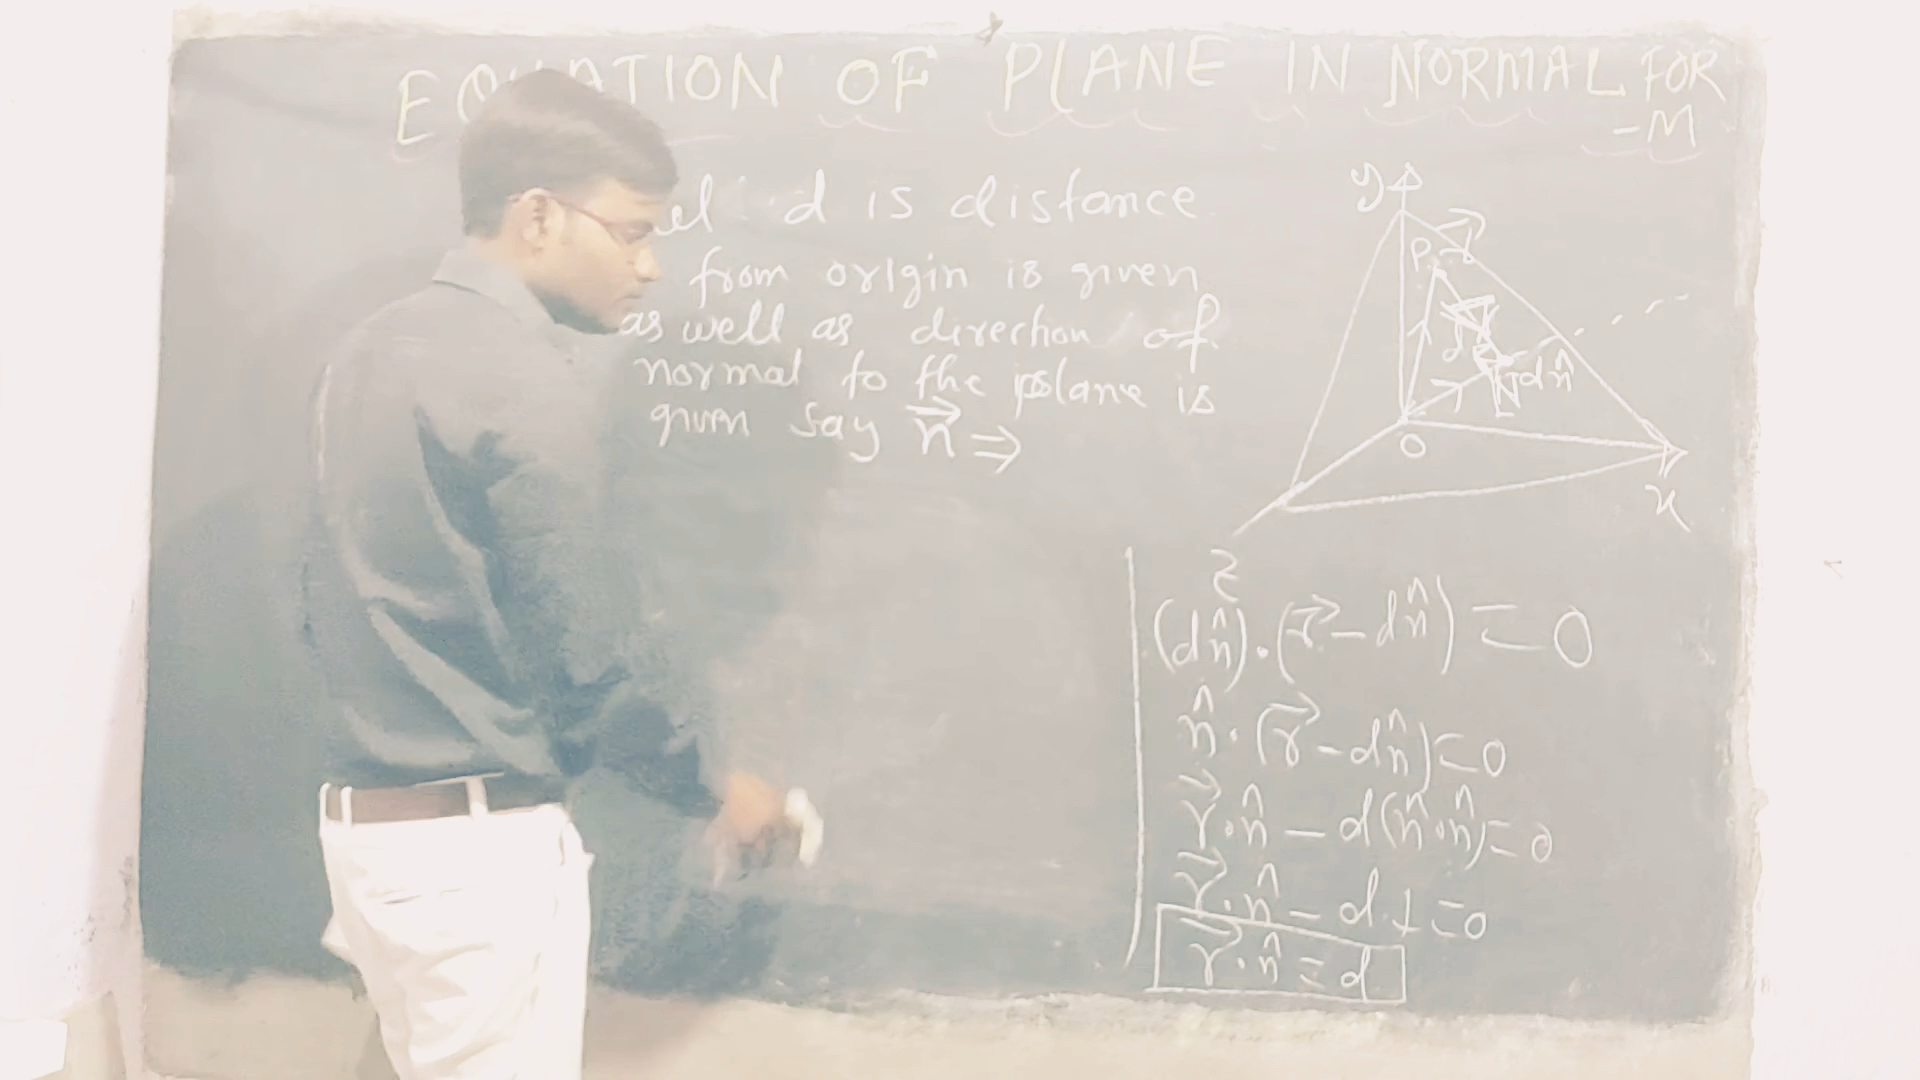 EQUATION OF PLANE IN NORMAL FOR
-M
d is distance
from origin is given
as well as direction of
normal to the plane is
given say n⃗ ⇒
y
P r⃗
d
N dn̂
O
x
z
(dn̂)·(r⃗ - dn̂) = 0
n̂·(r⃗ - dn̂) = 0
r⃗·n̂ - d(n̂·n̂) = 0
r⃗·n̂ - d·1 = 0
r⃗·n̂ = d